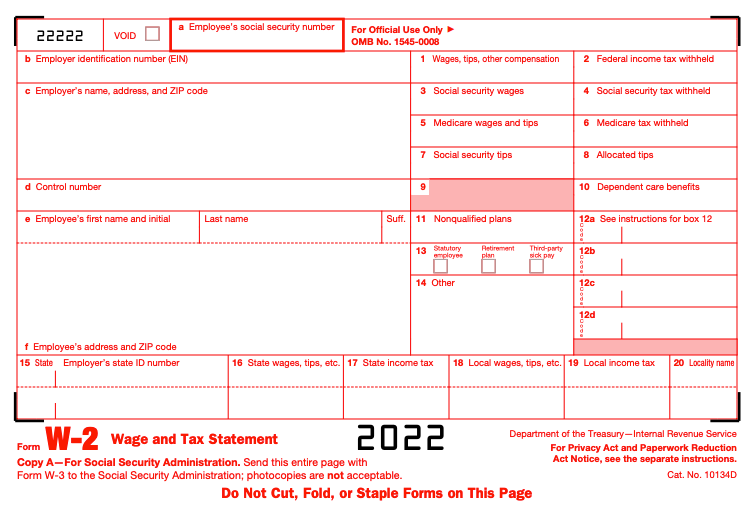 22222
VOID
a Employee's social security number
For Official Use Only ►
OMB No. 1545-0008
b Employer identification number (EIN)
1 Wages, tips, other compensation
2 Federal income tax withheld
c Employer's name, address, and ZIP code
3 Social security wages
4 Social security tax withheld
5 Medicare wages and tips
6 Medicare tax withheld
7 Social security tips
8 Allocated tips
d Control number
9
10 Dependent care benefits
e Employee's first name and initial
Last name
Suff.
11 Nonqualified plans
12a See instructions for box 12
Code
13
Statutory
employee
Retirement
plan
Third-party
sick pay
12b
Code
14 Other
12c
Code
12d
Code
f Employee's address and ZIP code
15 State
Employer's state ID number
16 State wages, tips, etc.
17 State income tax
18 Local wages, tips, etc.
19 Local income tax
20 Locality name
Form W-2 Wage and Tax Statement
2022
Department of the Treasury—Internal Revenue Service
For Privacy Act and Paperwork Reduction
Act Notice, see the separate instructions.
Copy A—For Social Security Administration. Send this entire page with
Form W-3 to the Social Security Administration; photocopies are not acceptable.
Cat. No. 10134D
Do Not Cut, Fold, or Staple Forms on This Page